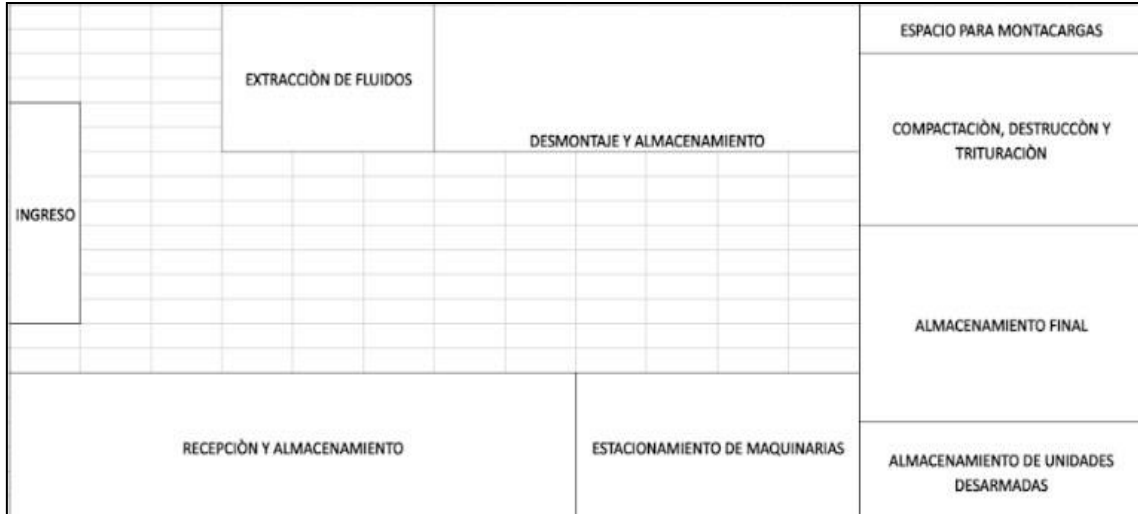 ESPACIO PARA MONTACARGAS
EXTRACCIÒN DE FLUIDOS
DESMONTAJE Y ALMACENAMIENTO
COMPACTACIÒN, DESTRUCCÒN Y
TRITURACIÒN
INGRESO
ALMACENAMIENTO FINAL
RECEPCIÒN Y ALMACENAMIENTO
ESTACIONAMIENTO DE MAQUINARIAS
ALMACENAMIENTO DE UNIDADES
DESARMADAS